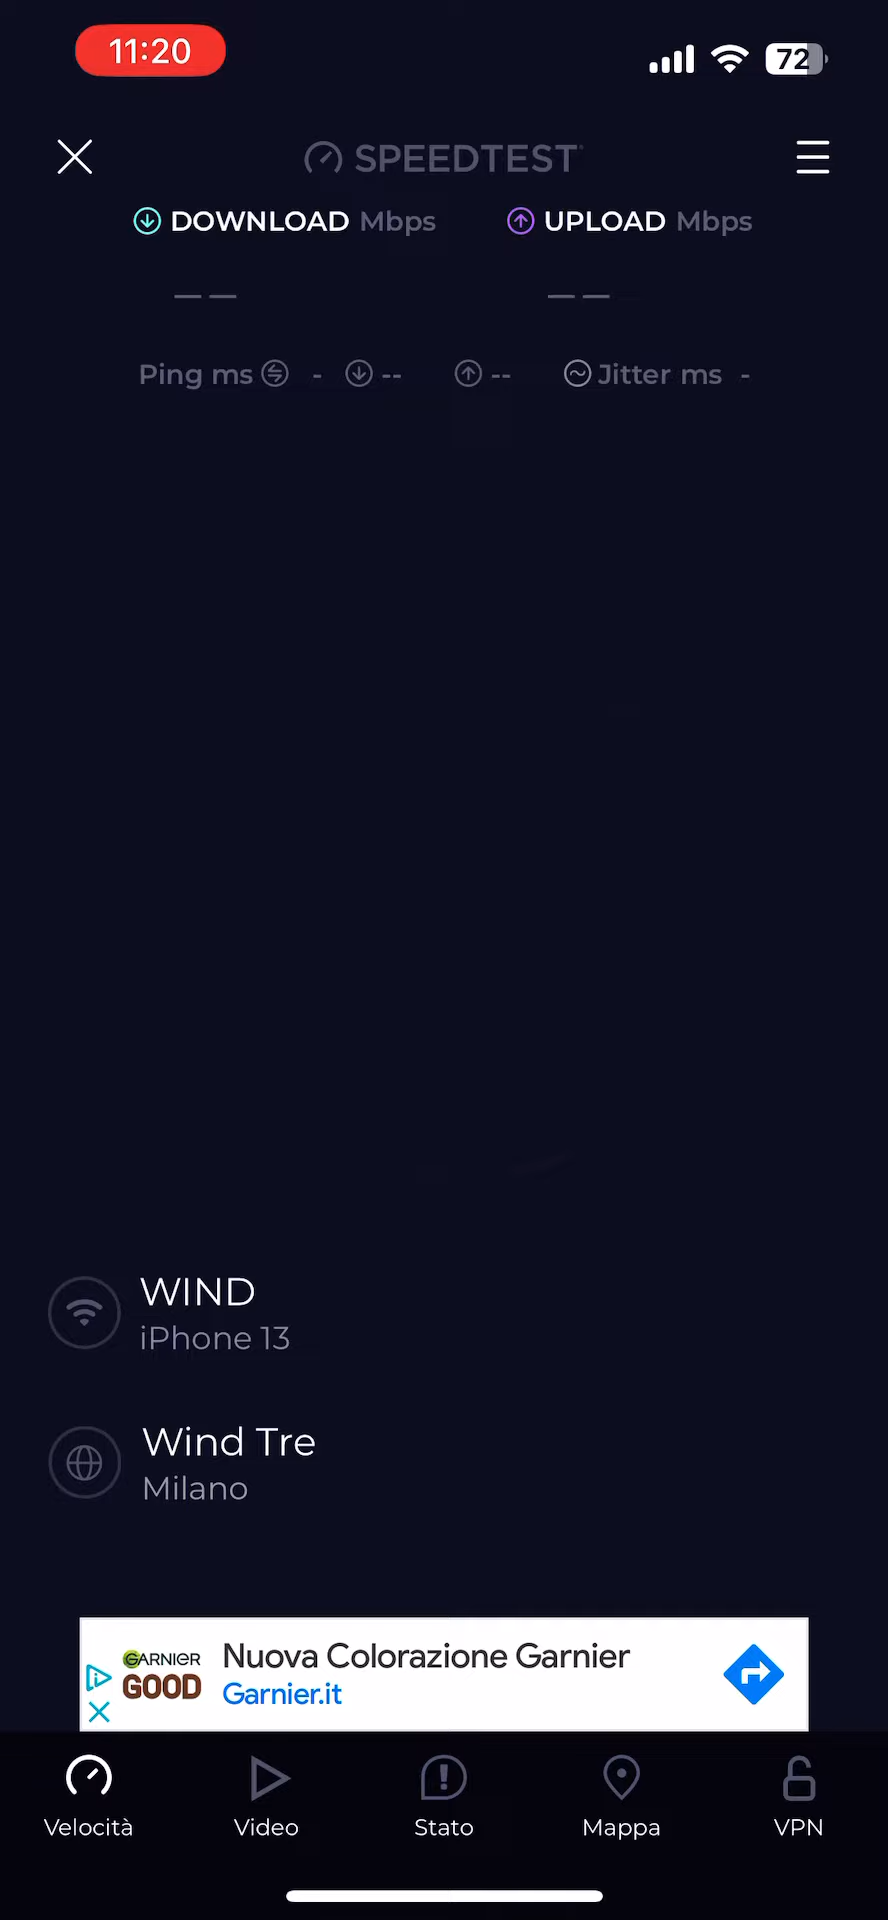 11:20
72
SPEEDTEST
DOWNLOAD Mbps UPLOAD Mbps
— — — —
Ping ms - -- -- Jitter ms -
WIND
iPhone 13
Wind Tre
Milano
GARNIER
GOOD
Nuova Colorazione Garnier
Garnier.it
Velocità Video Stato Mappa VPN